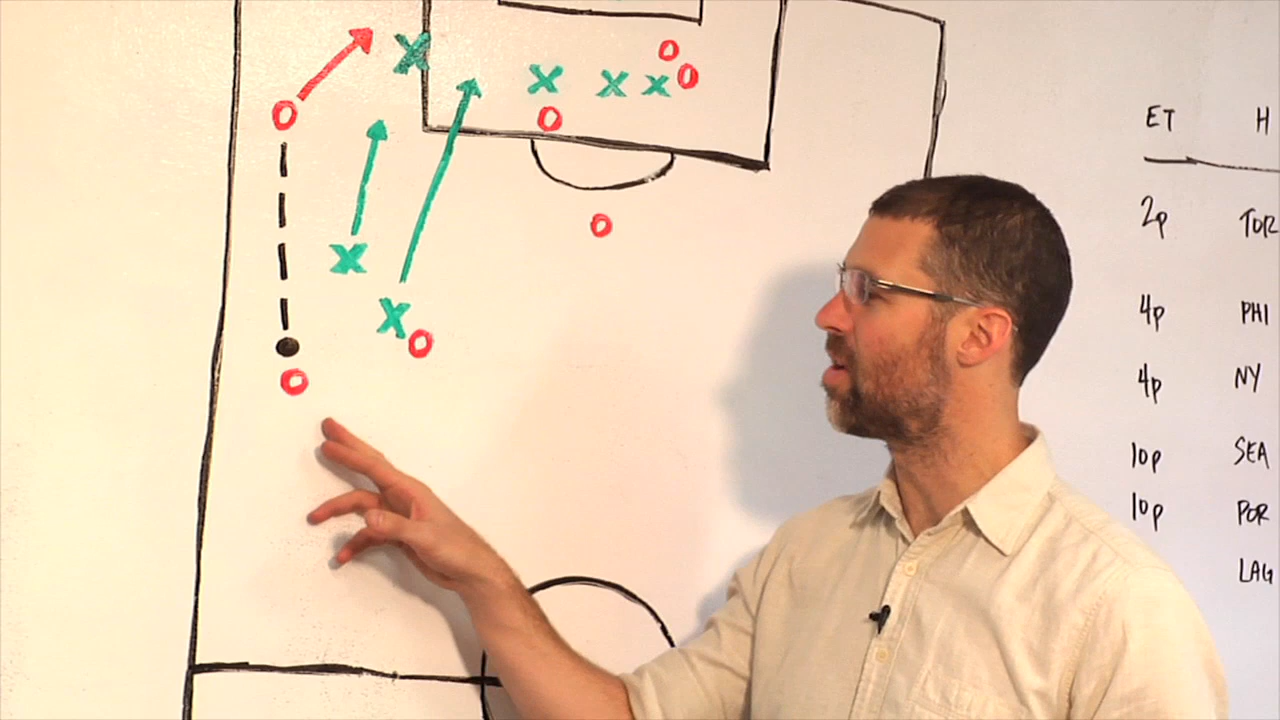 ET H
2p TOR
4p PHI
4p NY
10p SEA
10p POR
LAG
X
O
X X X O
O O
O
X
X O
O